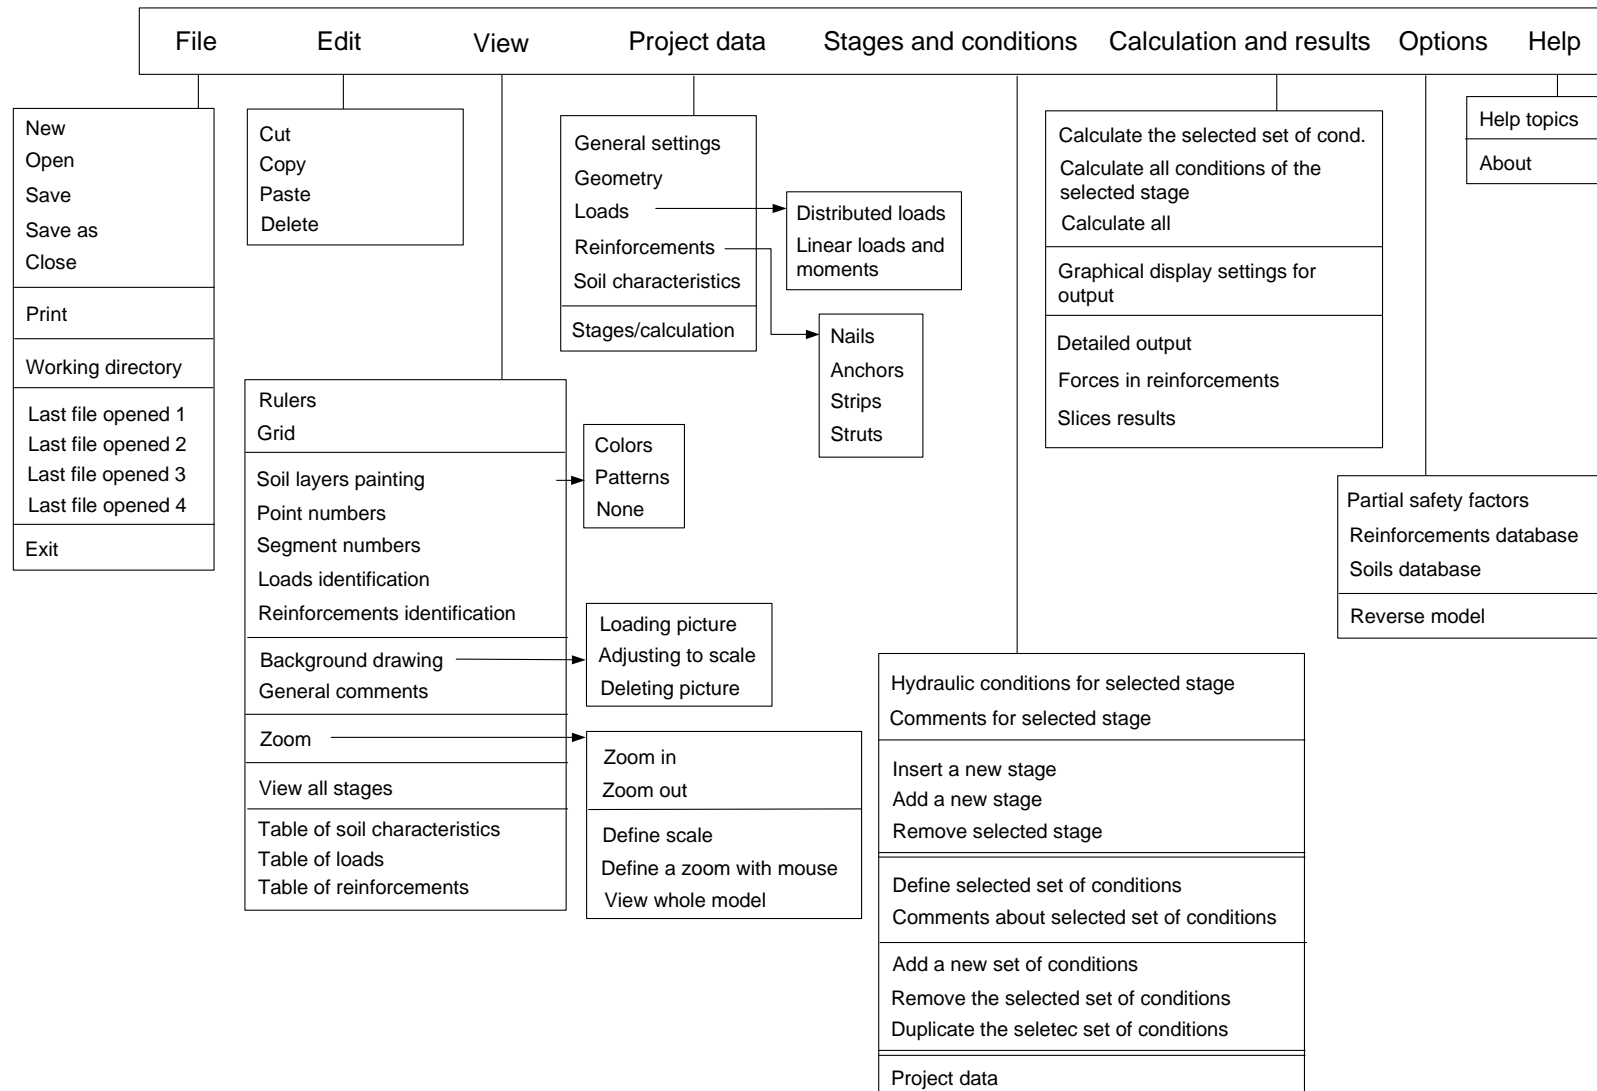 File
Edit
View
Project data
Stages and conditions
Calculation and results
Options
Help
New
Open
Save
Save as
Close
Print
Working directory
Last file opened 1
Last file opened 2
Last file opened 3
Last file opened 4
Exit
Cut
Copy
Paste
Delete
Rulers
Grid
Soil layers painting
Point numbers
Segment numbers
Loads identification
Reinforcements identification
Background drawing
General comments
Zoom
View all stages
Table of soil characteristics
Table of loads
Table of reinforcements
Colors
Patterns
None
Loading picture
Adjusting to scale
Deleting picture
Zoom in
Zoom out
Define scale
Define a zoom with mouse
View whole model
General settings
Geometry
Loads
Reinforcements
Soil characteristics
Stages/calculation
Distributed loads
Linear loads and
moments
Nails
Anchors
Strips
Struts
Hydraulic conditions for selected stage
Comments for selected stage
Insert a new stage
Add a new stage
Remove selected stage
Define selected set of conditions
Comments about selected set of conditions
Add a new set of conditions
Remove the selected set of conditions
Duplicate the seletec set of conditions
Project data
Calculate the selected set of cond.
Calculate all conditions of the
selected stage
Calculate all
Graphical display settings for
output
Detailed output
Forces in reinforcements
Slices results
Partial safety factors
Reinforcements database
Soils database
Reverse model
Help topics
About